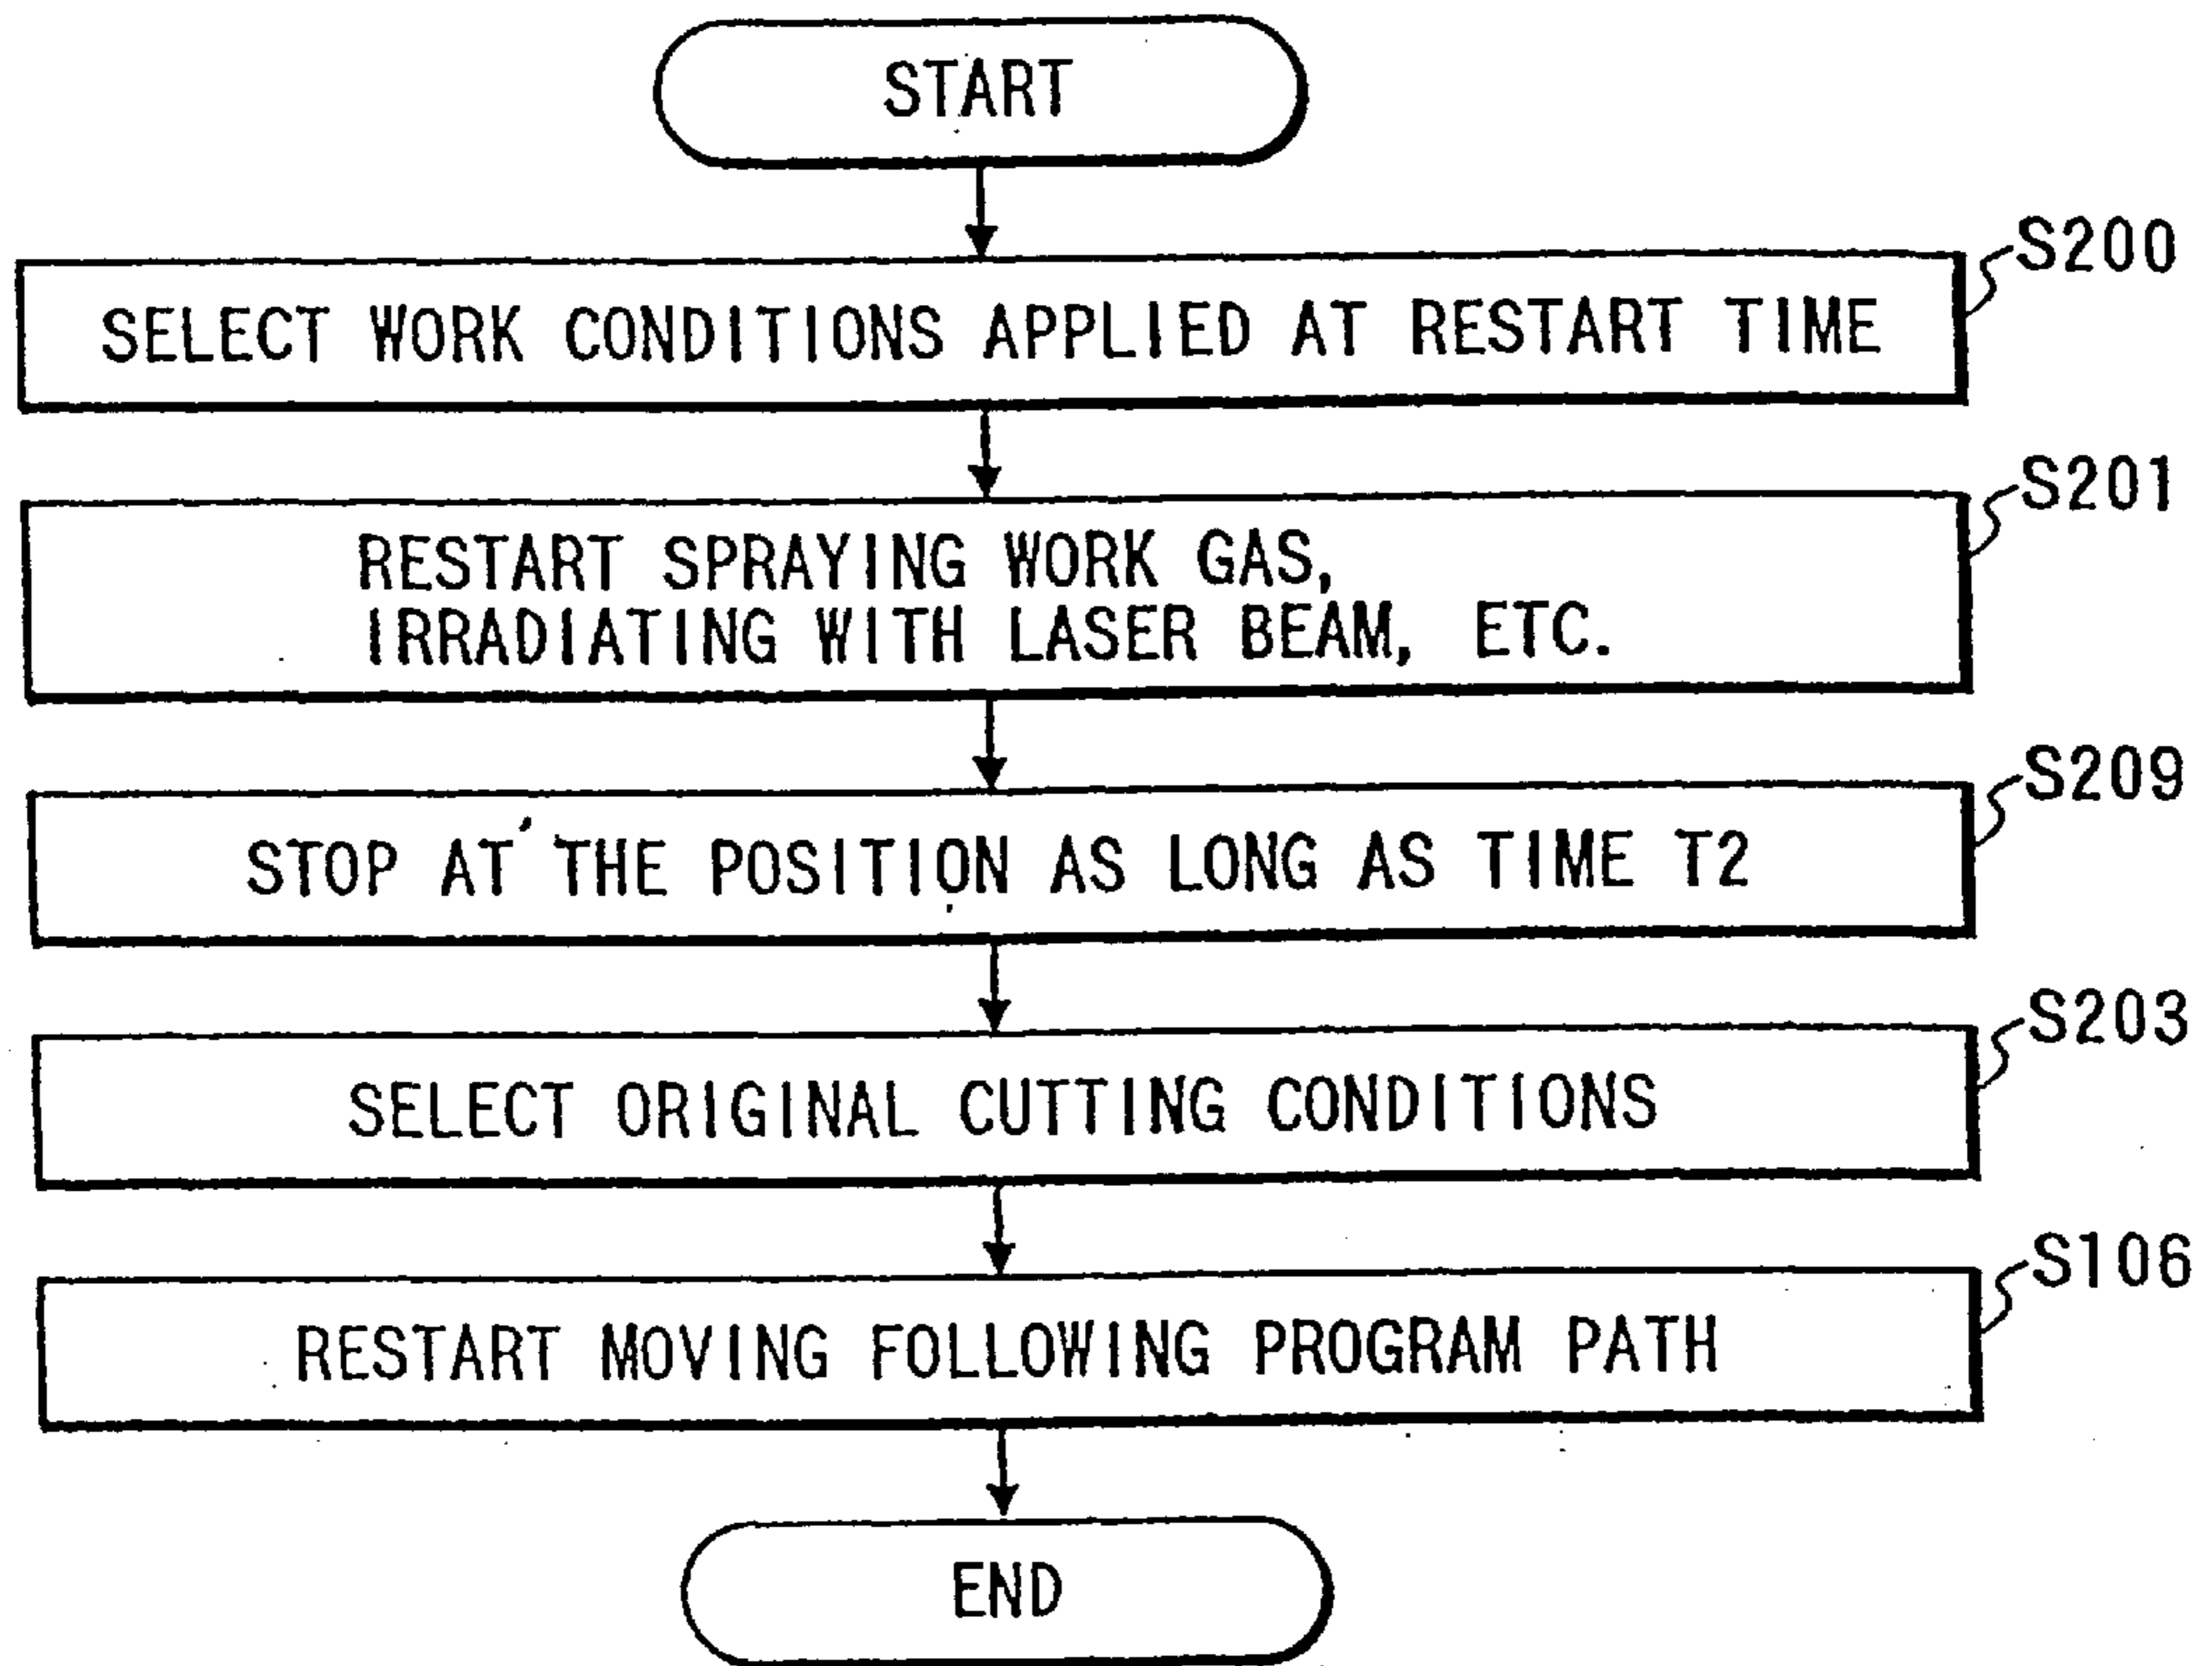 START
S200
SELECT WORK CONDITIONS APPLIED AT RESTART TIME
S201
RESTART SPRAYING WORK GAS,
IRRADIATING WITH LASER BEAM, ETC.
S209
STOP AT THE POSITION AS LONG AS TIME T2
S203
SELECT ORIGINAL CUTTING CONDITIONS
S106
RESTART MOVING FOLLOWING PROGRAM PATH
END